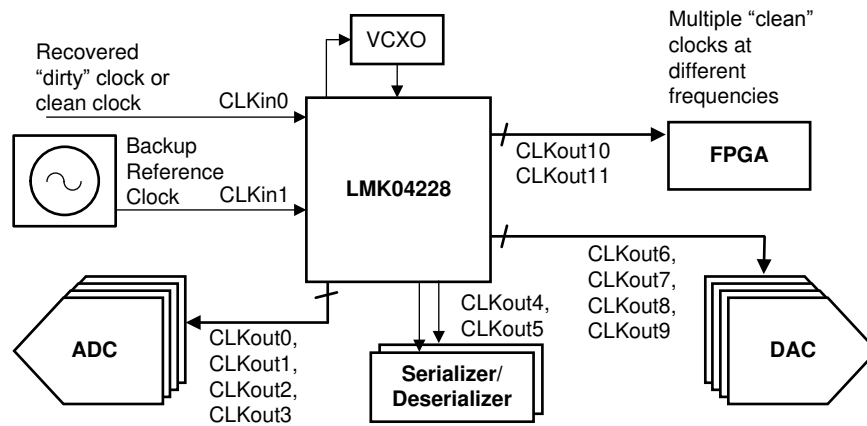 VCXO
Multiple “clean”
clocks at
different
frequencies
Recovered
“dirty” clock or
clean clock
CLKin0
Backup
Reference
Clock
CLKin1
LMK04228
CLKout10
CLKout11
FPGA
CLKout6,
CLKout7,
CLKout8,
CLKout9
DAC
CLKout4,
CLKout5
Serializer/
Deserializer
ADC
CLKout0,
CLKout1,
CLKout2,
CLKout3